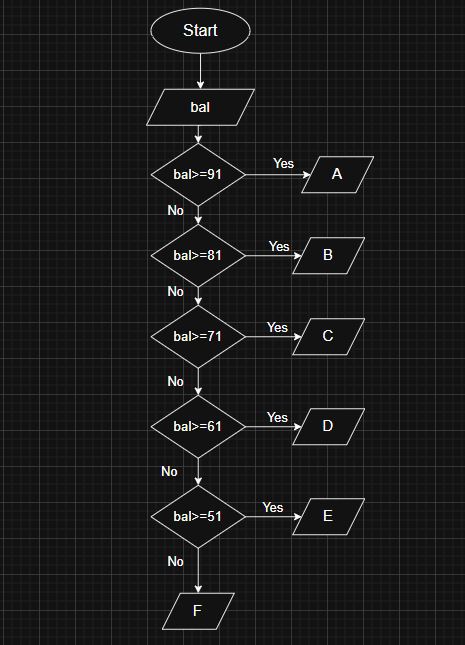 Start
bal
bal>=91
Yes
A
No
bal>=81
Yes
B
No
bal>=71
Yes
C
No
bal>=61
Yes
D
No
bal>=51
Yes
E
No
F